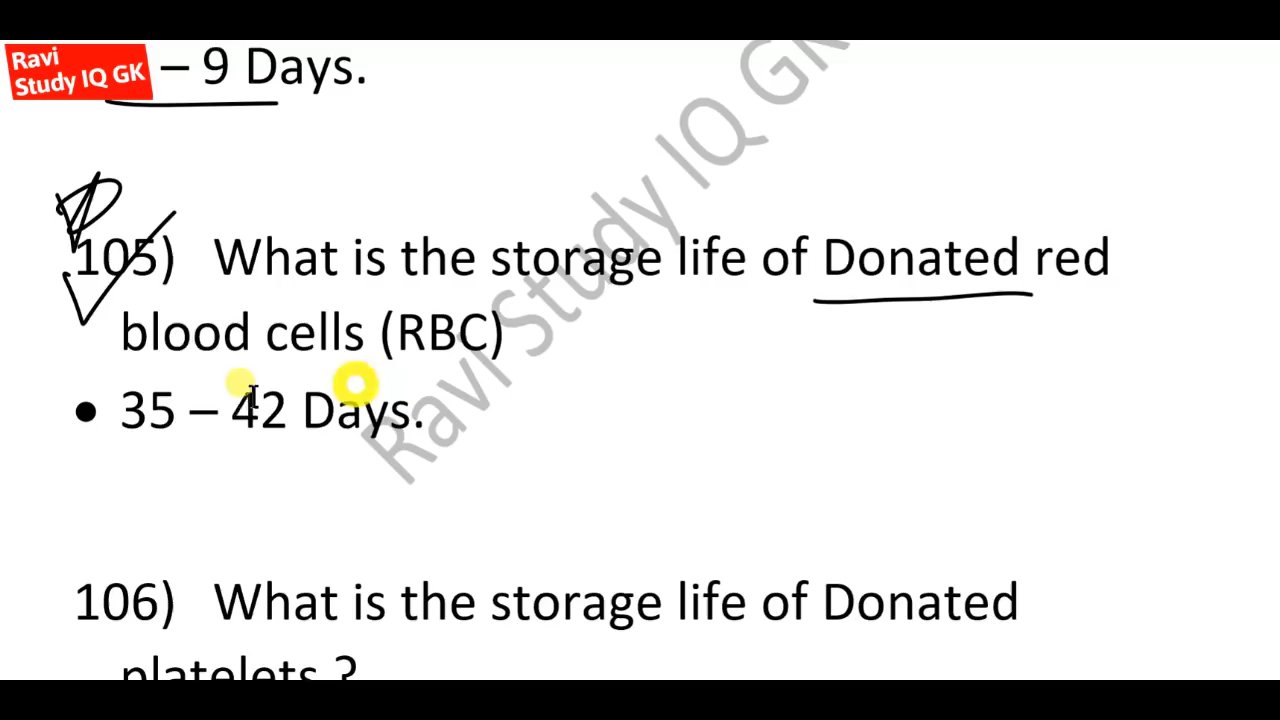 Ravi
Study IQ GK
– 9 Days.
105) What is the storage life of Donated red
blood cells (RBC)
• 35 – 42 Days.
Ravi Study IQ GK
106) What is the storage life of Donated
platelets ?